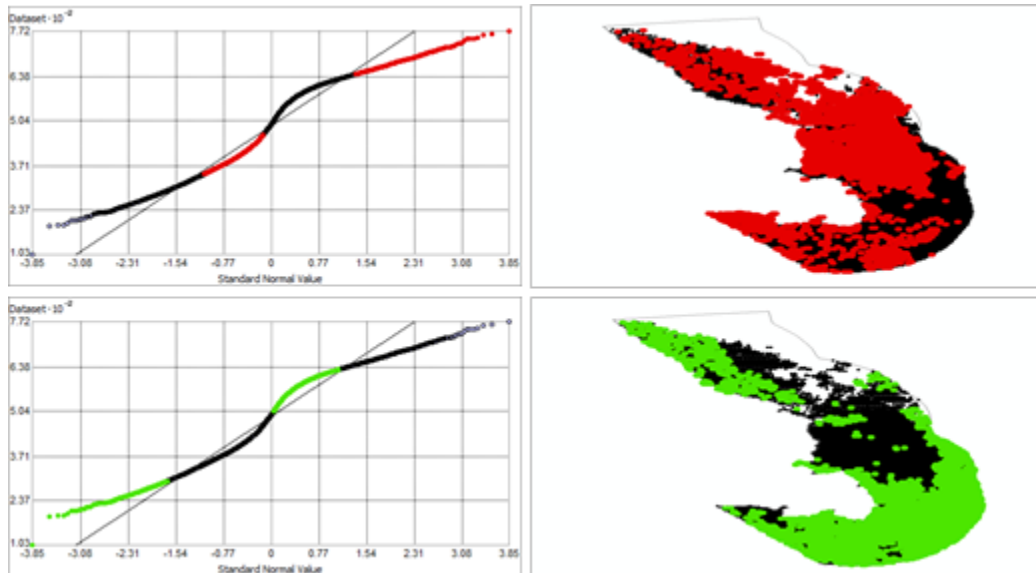 Dataset · 10⁻²
7.72
6.38
5.04
3.71
2.37
1.03
-3.85 -3.08 -2.31 -1.54 -0.77 0 0.77 1.54 2.31 3.08 3.85
Standard Normal Value
Dataset · 10⁻²
7.72
6.38
5.04
3.71
2.37
1.03
-3.85 -3.08 -2.31 -1.54 -0.77 0 0.77 1.54 2.31 3.08 3.85
Standard Normal Value